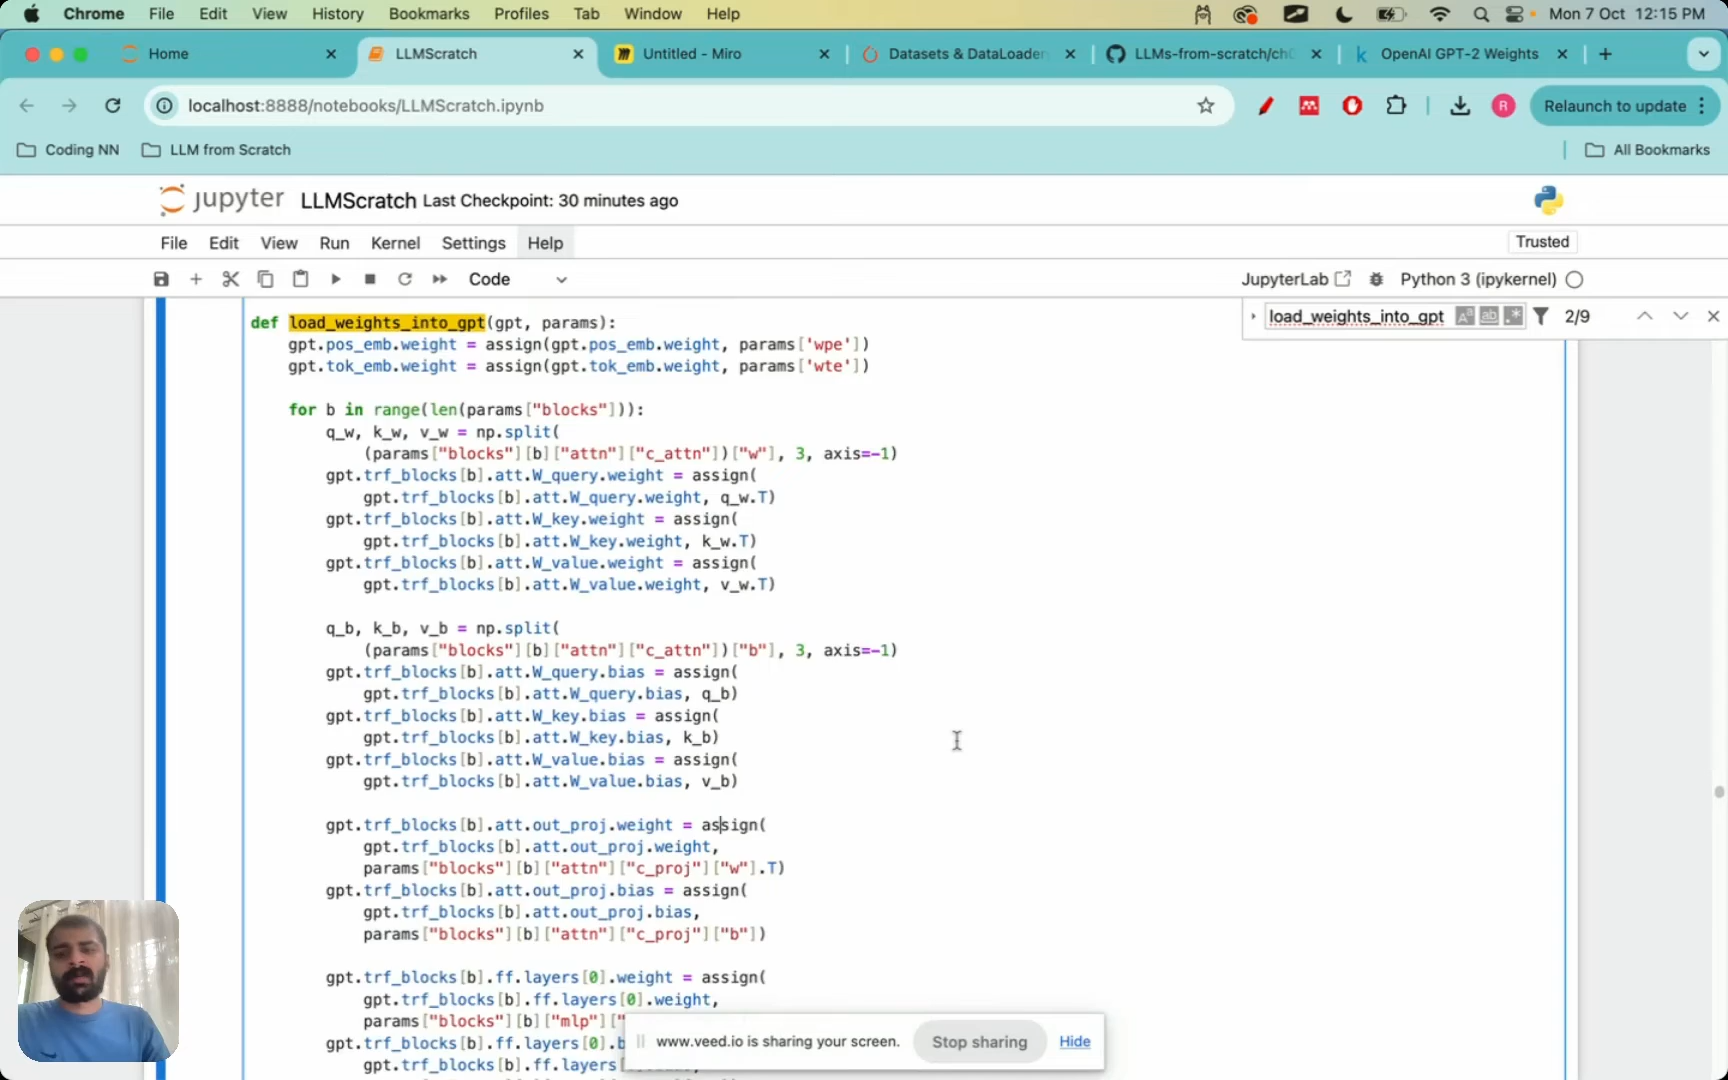 Chrome File Edit View History Bookmarks Profiles Tab Window Help Mon 7 Oct 12:15 PM
Home LLMScratch Untitled - Miro Datasets & DataLoader LLMs-from-scratch/ch OpenAI GPT-2 Weights
localhost:8888/notebooks/LLMScratch.ipynb R Relaunch to update
Coding NN LLM from Scratch All Bookmarks
jupyter LLMScratch Last Checkpoint: 30 minutes ago
File Edit View Run Kernel Settings Help Trusted
Code JupyterLab Python 3 (ipykernel)
load_weights_into_gpt Aa ab .* 2/9
def load_weights_into_gpt(gpt, params):
    gpt.pos_emb.weight = assign(gpt.pos_emb.weight, params['wpe'])
    gpt.tok_emb.weight = assign(gpt.tok_emb.weight, params['wte'])
    for b in range(len(params["blocks"])):
        q_w, k_w, v_w = np.split(
            (params["blocks"][b]["attn"]["c_attn"])["w"], 3, axis=-1)
        gpt.trf_blocks[b].att.W_query.weight = assign(
            gpt.trf_blocks[b].att.W_query.weight, q_w.T)
        gpt.trf_blocks[b].att.W_key.weight = assign(
            gpt.trf_blocks[b].att.W_key.weight, k_w.T)
        gpt.trf_blocks[b].att.W_value.weight = assign(
            gpt.trf_blocks[b].att.W_value.weight, v_w.T)
        q_b, k_b, v_b = np.split(
            (params["blocks"][b]["attn"]["c_attn"])["b"], 3, axis=-1)
        gpt.trf_blocks[b].att.W_query.bias = assign(
            gpt.trf_blocks[b].att.W_query.bias, q_b)
        gpt.trf_blocks[b].att.W_key.bias = assign(
            gpt.trf_blocks[b].att.W_key.bias, k_b)
        gpt.trf_blocks[b].att.W_value.bias = assign(
            gpt.trf_blocks[b].att.W_value.bias, v_b)
        gpt.trf_blocks[b].att.out_proj.weight = assign(
            gpt.trf_blocks[b].att.out_proj.weight,
            params["blocks"][b]["attn"]["c_proj"]["w"].T)
        gpt.trf_blocks[b].att.out_proj.bias = assign(
            gpt.trf_blocks[b].att.out_proj.bias,
            params["blocks"][b]["attn"]["c_proj"]["b"])
        gpt.trf_blocks[b].ff.layers[0].weight = assign(
            gpt.trf_blocks[b].ff.layers[0].weight,
            params["blocks"][b]["mlp"]["
        gpt.trf_blocks[b].ff.layers[0].b
            gpt.trf_blocks[b].ff.layers
www.veed.io is sharing your screen. Stop sharing Hide